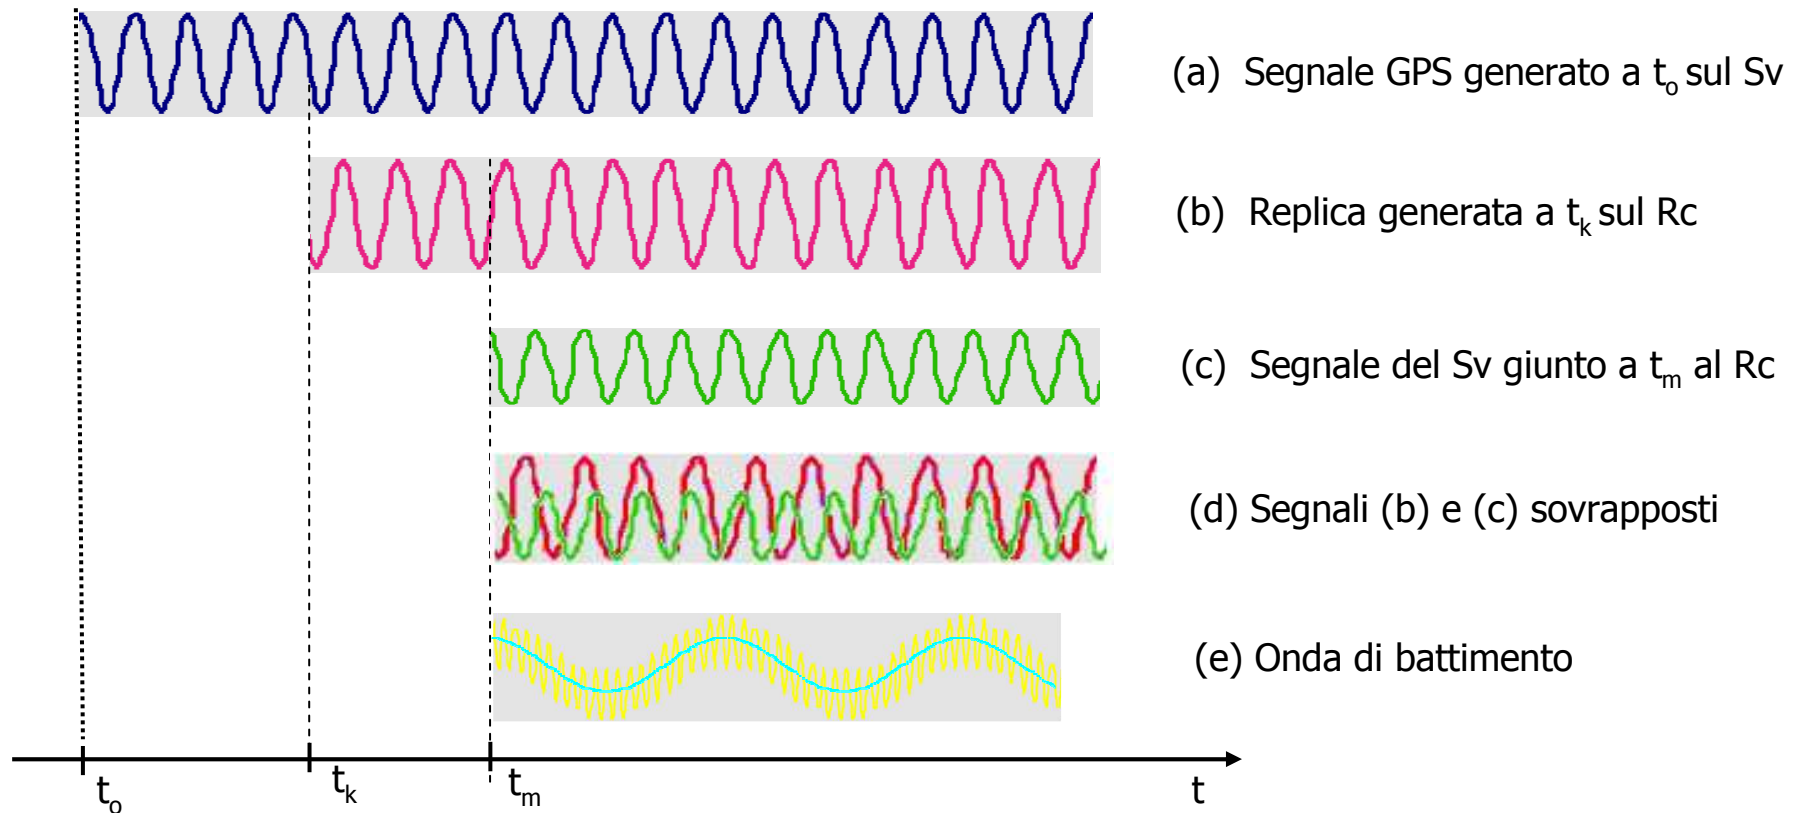 (a) Segnale GPS generato a to sul Sv
(b) Replica generata a tk sul Rc
(c) Segnale del Sv giunto a tm al Rc
(d) Segnali (b) e (c) sovrapposti
(e) Onda di battimento
to
tk
tm
t